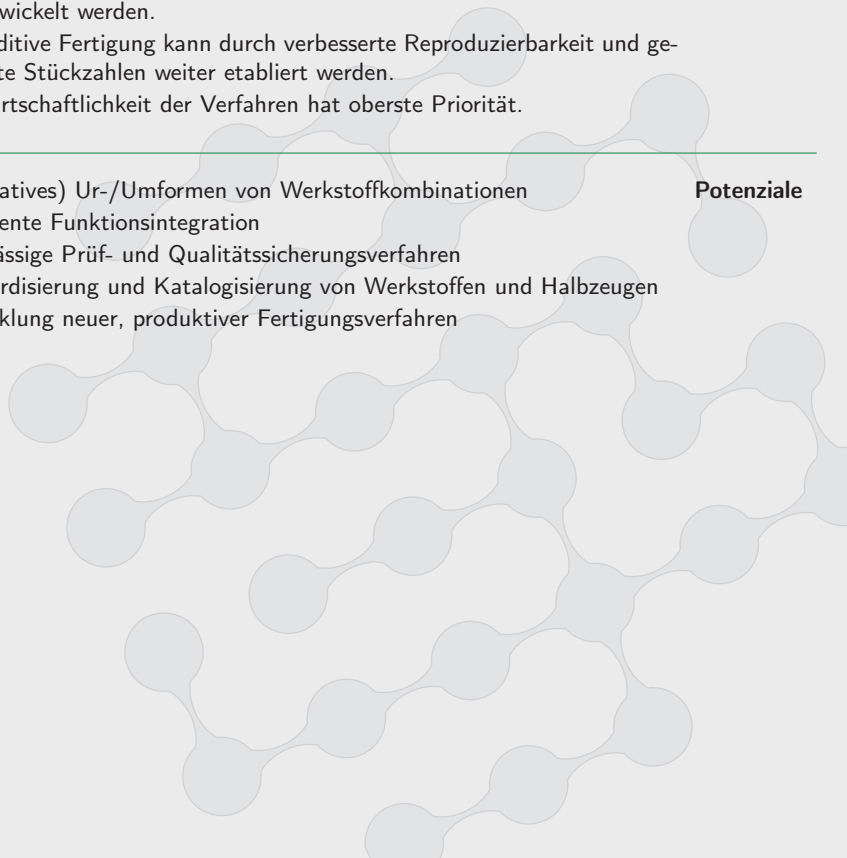 wickelt werden.
ditive Fertigung kann durch verbesserte Reproduzierbarkeit und ge-
te Stückzahlen weiter etabliert werden.
rtschaftlichkeit der Verfahren hat oberste Priorität.
atives) Ur-/Umformen von Werkstoffkombinationen
Potenziale
ente Funktionsintegration
ässige Prüf- und Qualitätssicherungsverfahren
rdisierung und Katalogisierung von Werkstoffen und Halbzeugen
klung neuer, produktiver Fertigungsverfahren